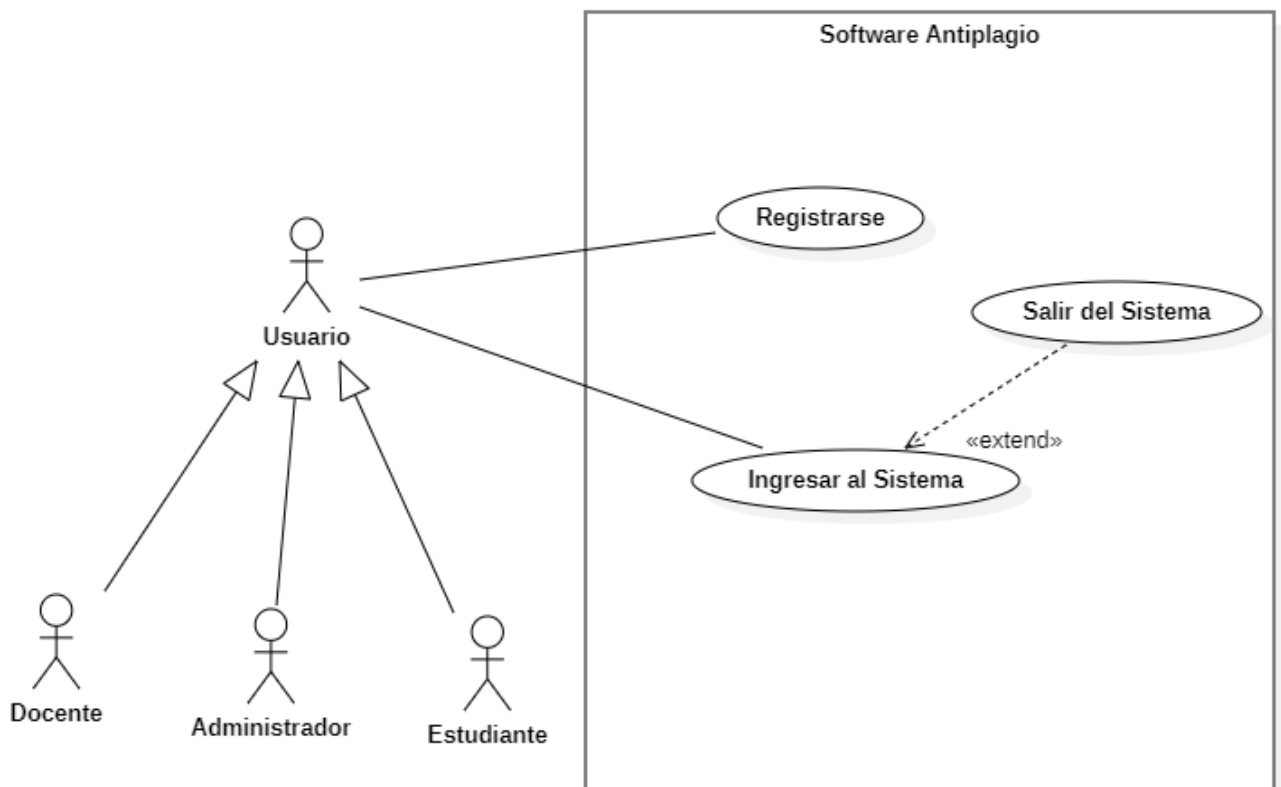 Software Antiplagio
Registrarse
Salir del Sistema
Usuario
«extend»
Ingresar al Sistema
Docente
Administrador
Estudiante